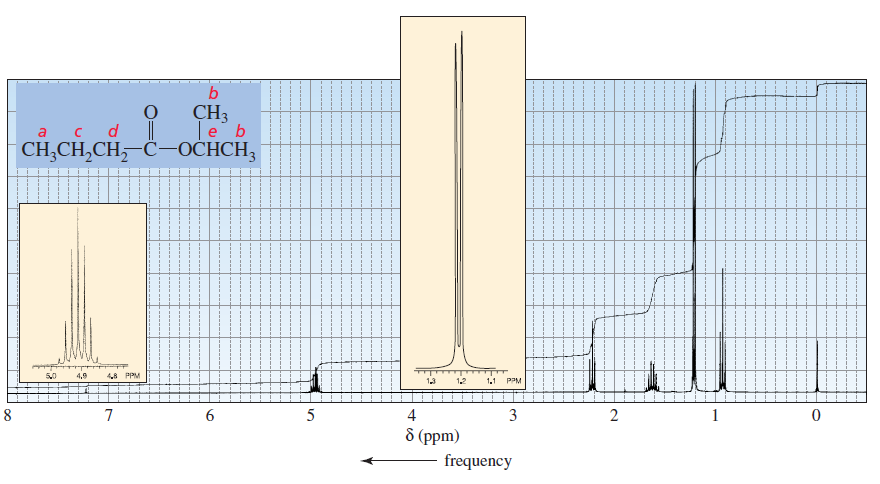 b
O CH3
a c d e b
CH3CH2CH2—C—OCHCH3
5.0 4.9 4.8 PPM
1.3 1.2 1.1 PPM
8 7 6 5 4 3 2 1 0
δ (ppm)
frequency